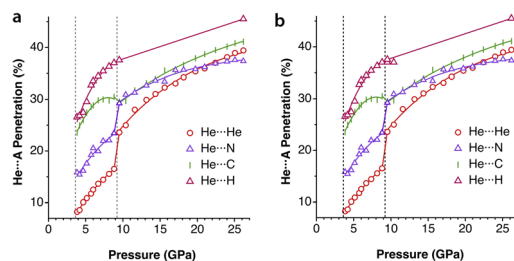 a
He···A Penetration (%)
40
30
20
10
0
5
10
15
20
25
Pressure (GPa)
He···He
He···N
He···C
He···H
b
He···A Penetration (%)
40
30
20
10
0
5
10
15
20
25
Pressure (GPa)
He···He
He···N
He···C
He···H